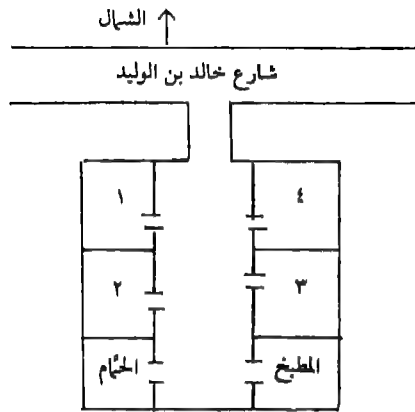 الشمال
شارع خالد بن الوليد
١
٤
٢
٣
الحمّام
المطبخ